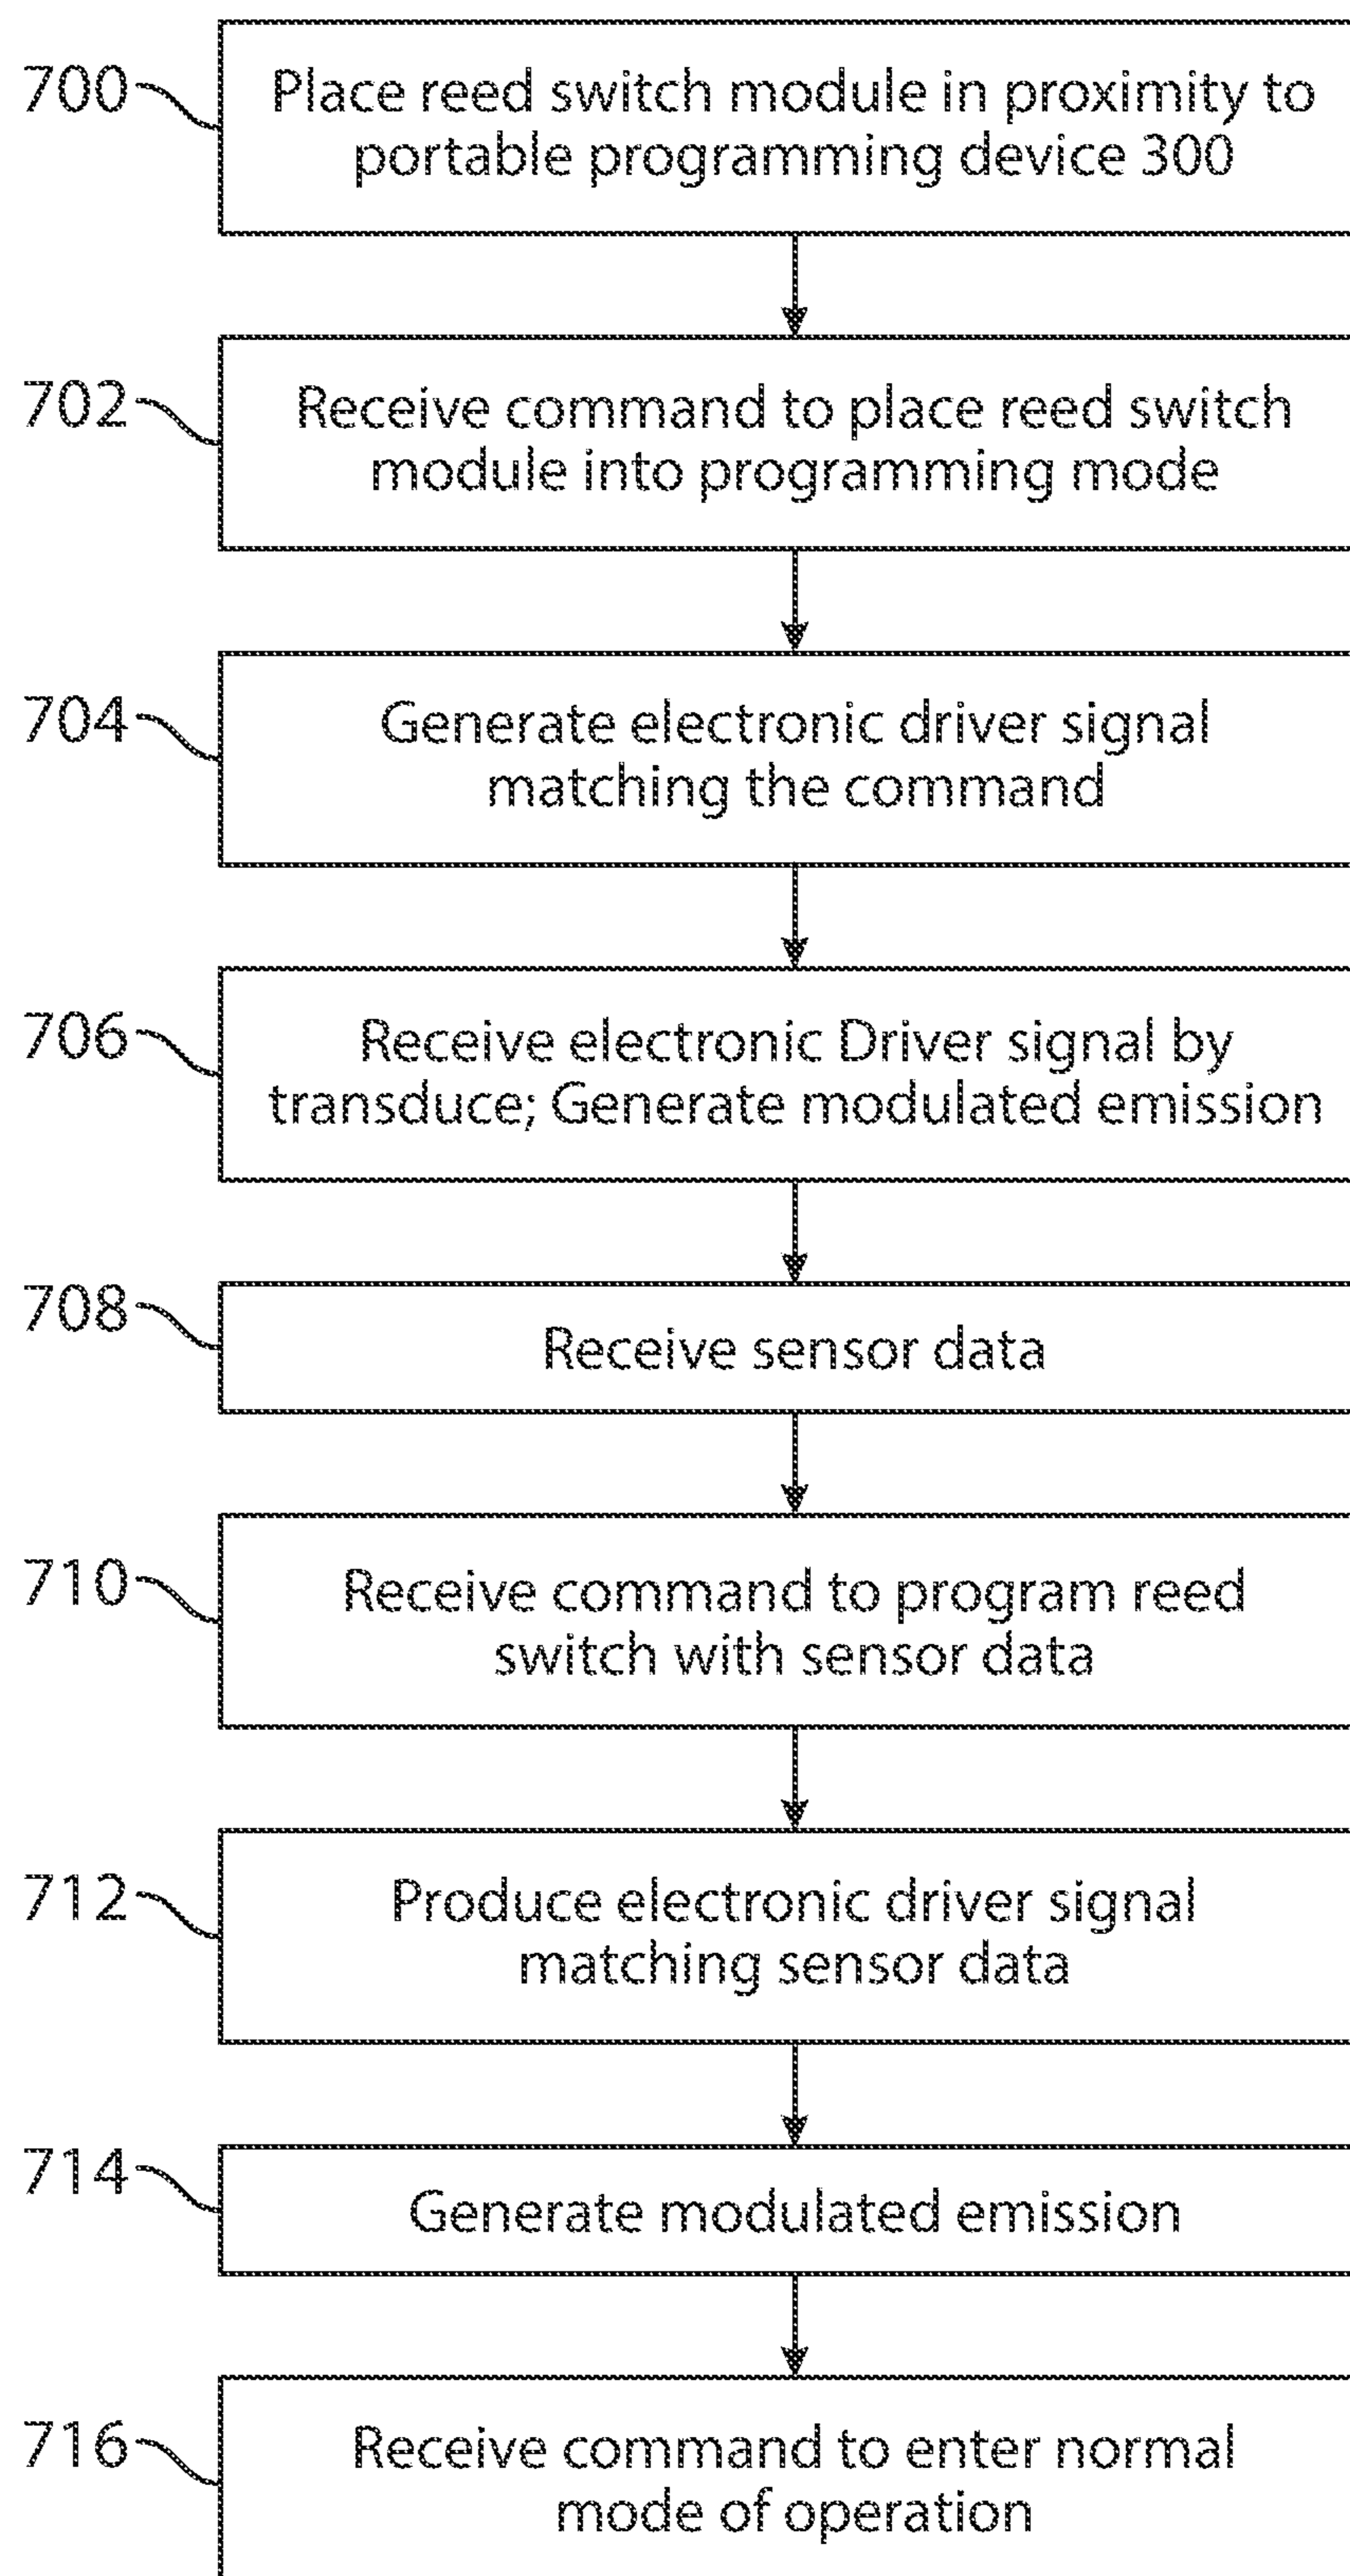 700
Place reed switch module in proximity to
portable programming device 300
702
Receive command to place reed switch
module into programming mode
704
Generate electronic driver signal
matching the command
706
Receive electronic Driver signal by
transduce; Generate modulated emission
708
Receive sensor data
710
Receive command to program reed
switch with sensor data
712
Produce electronic driver signal
matching sensor data
714
Generate modulated emission
716
Receive command to enter normal
mode of operation